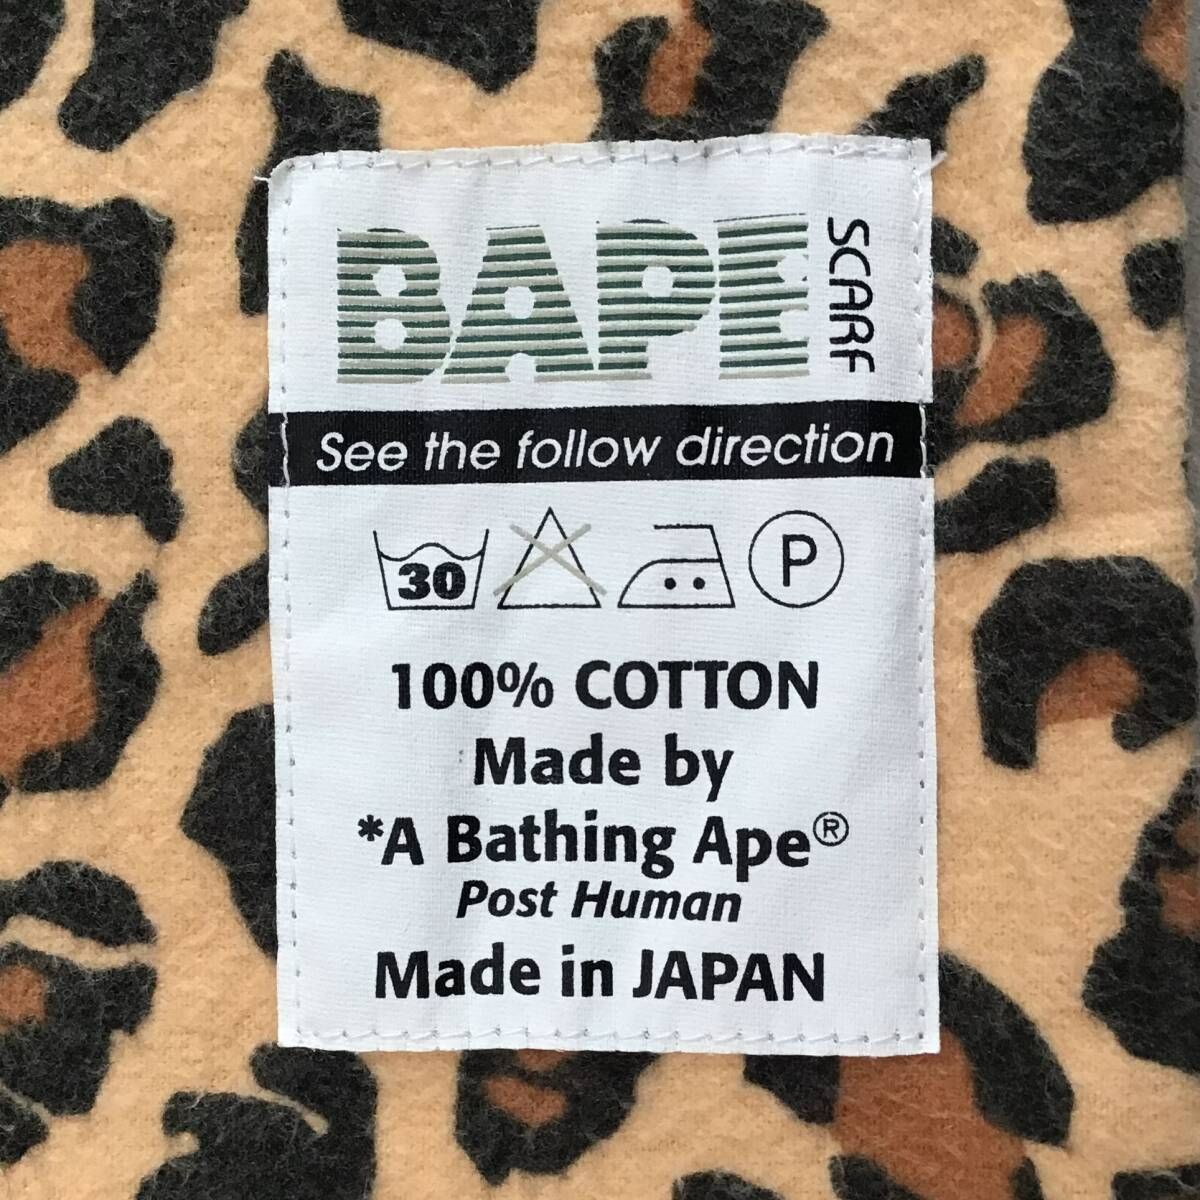 BAPE SCARF
See the follow direction
30 P
100% COTTON
Made by
*A Bathing Ape®
Post Human
Made in JAPAN